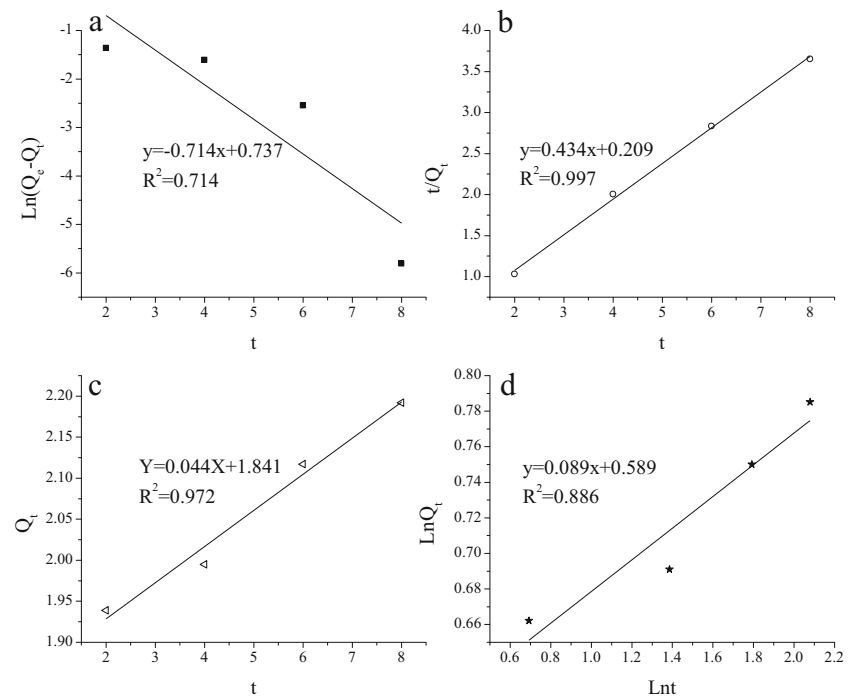 a
-1
-2
-3
-4
-5
-6
Ln(Qe-Qt)
y=-0.714x+0.737
R²=0.714
2 3 4 5 6 7 8
t
b
4.0
3.5
3.0
2.5
2.0
1.5
1.0
t/Qt
y=0.434x+0.209
R²=0.997
2 3 4 5 6 7 8
t
c
2.20
2.15
2.10
2.05
2.00
1.95
1.90
Qt
Y=0.044X+1.841
R²=0.972
2 3 4 5 6 7 8
t
d
0.80
0.78
0.76
0.74
0.72
0.70
0.68
0.66
LnQt
y=0.089x+0.589
R²=0.886
0.6 0.8 1.0 1.2 1.4 1.6 1.8 2.0 2.2
Lnt